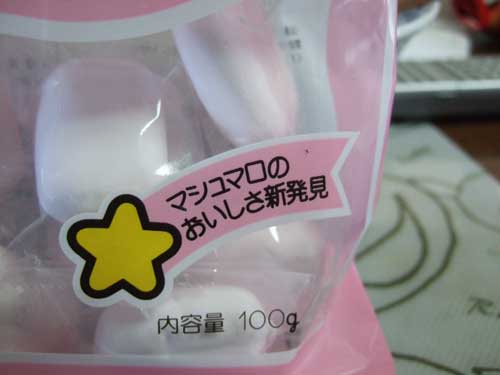 マシュマロの
おいしさ新発見
内容量 100g